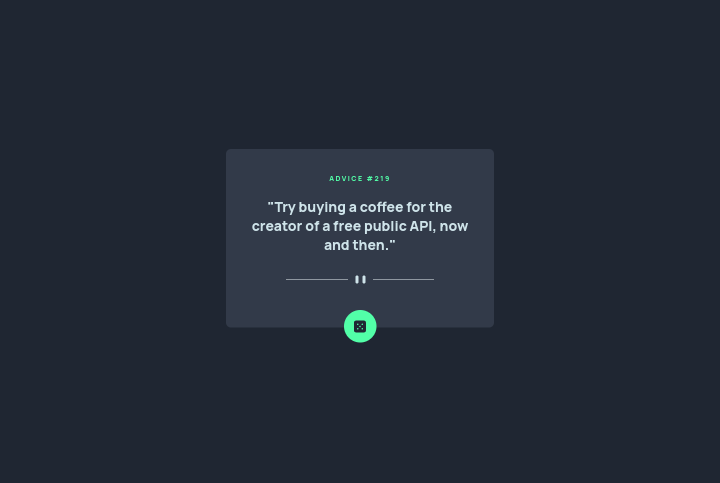 ADVICE #219
"Try buying a coffee for the
creator of a free public API, now
and then."